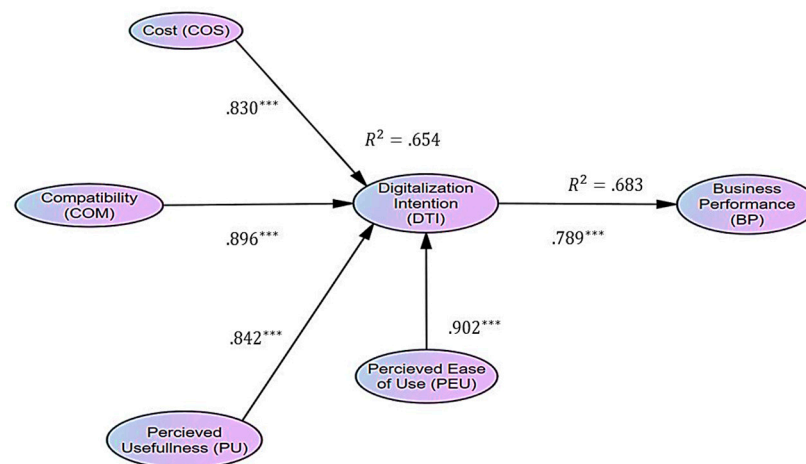 Cost (COS)
.830***
R² = .654
Compatibility
(COM)
.896***
Digitalization
Intention
(DTI)
R² = .683
.789***
Business
Performance
(BP)
.842***
.902***
Percieved Ease
of Use (PEU)
Percieved
Usefullness (PU)